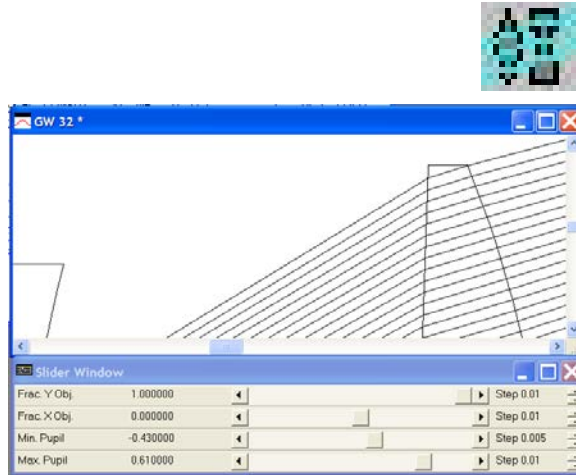 GW 32 *
Slider Window
Frac. Y Obj. 1.000000 Step 0.01
Frac. X Obj. 0.000000 Step 0.01
Min. Pupil -0.430000 Step 0.005
Max. Pupil 0.610000 Step 0.01